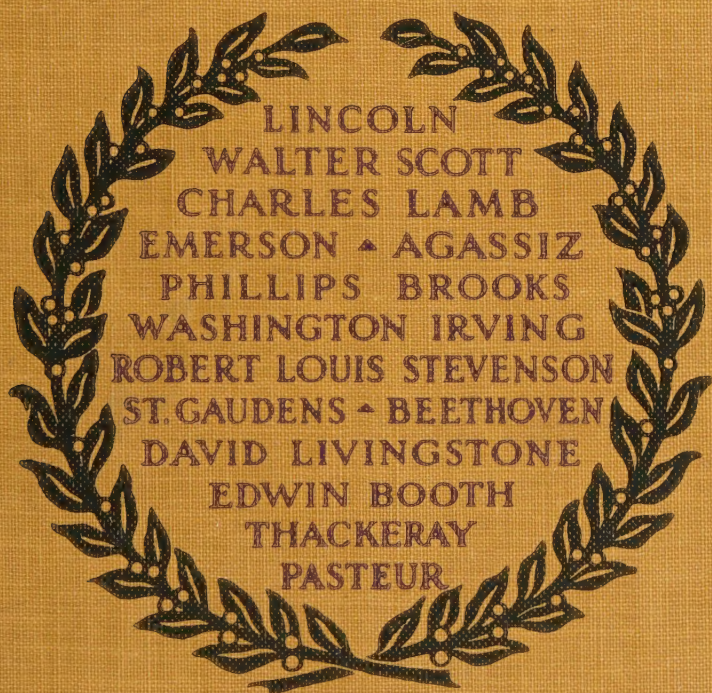 LINCOLN
WALTER SCOTT
CHARLES LAMB
EMERSON ▲ AGASSIZ
PHILLIPS BROOKS
WASHINGTON IRVING
ROBERT LOUIS STEVENSON
ST. GAUDENS ▲ BEETHOVEN
DAVID LIVINGSTONE
EDWIN BOOTH
THACKERAY
PASTEUR